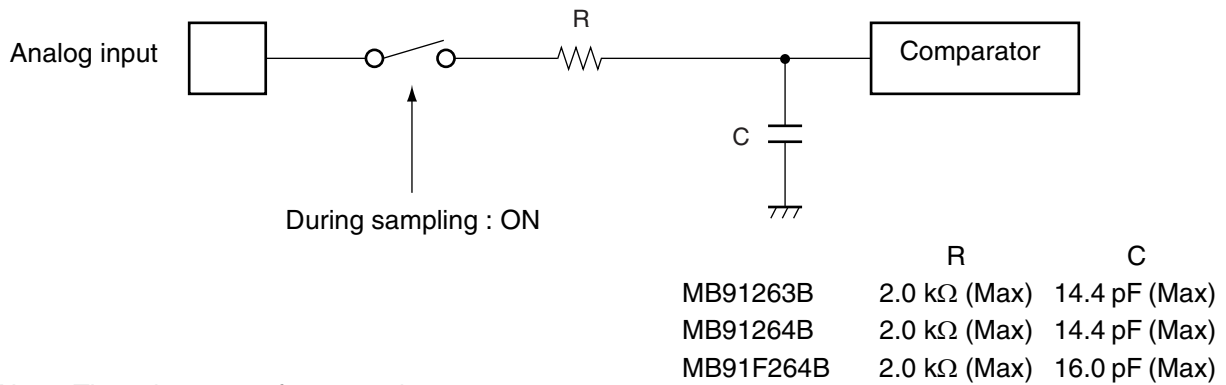 R
Analog input
Comparator
C
During sampling : ON
R C
MB91263B 2.0 kΩ (Max) 14.4 pF (Max)
MB91264B 2.0 kΩ (Max) 14.4 pF (Max)
MB91F264B 2.0 kΩ (Max) 16.0 pF (Max)